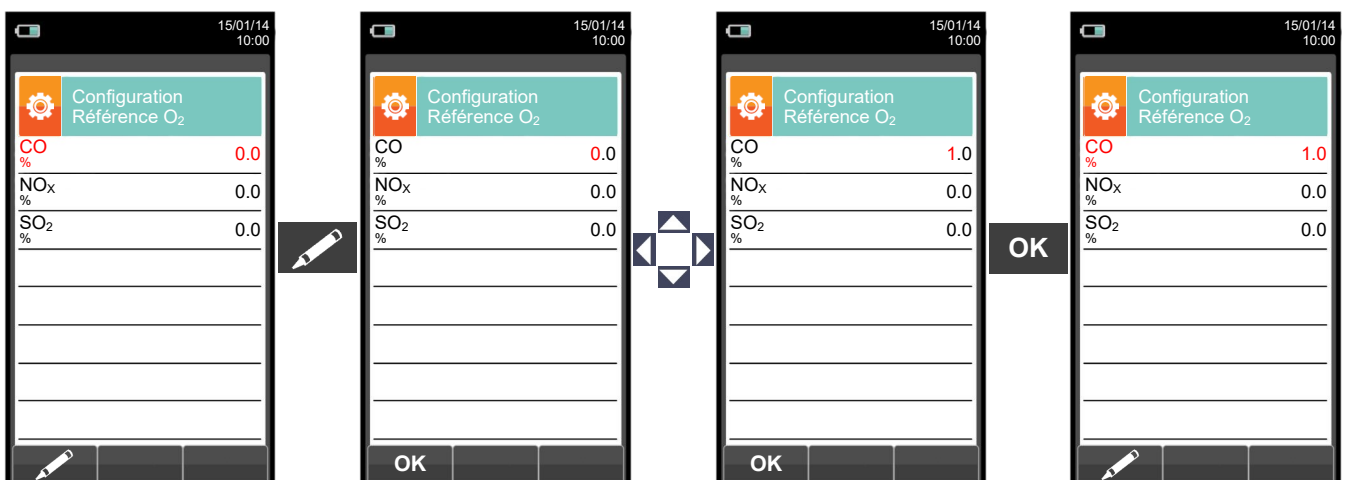 15/01/14
10:00
Configuration
Référence O₂
CO
%
0.0
NOX
%
0.0
SO₂
%
0.0
15/01/14
10:00
Configuration
Référence O₂
CO
%
0.0
NOX
%
0.0
SO₂
%
0.0
OK
15/01/14
10:00
Configuration
Référence O₂
CO
%
1.0
NOX
%
0.0
SO₂
%
0.0
OK
OK
15/01/14
10:00
Configuration
Référence O₂
CO
%
1.0
NOX
%
0.0
SO₂
%
0.0